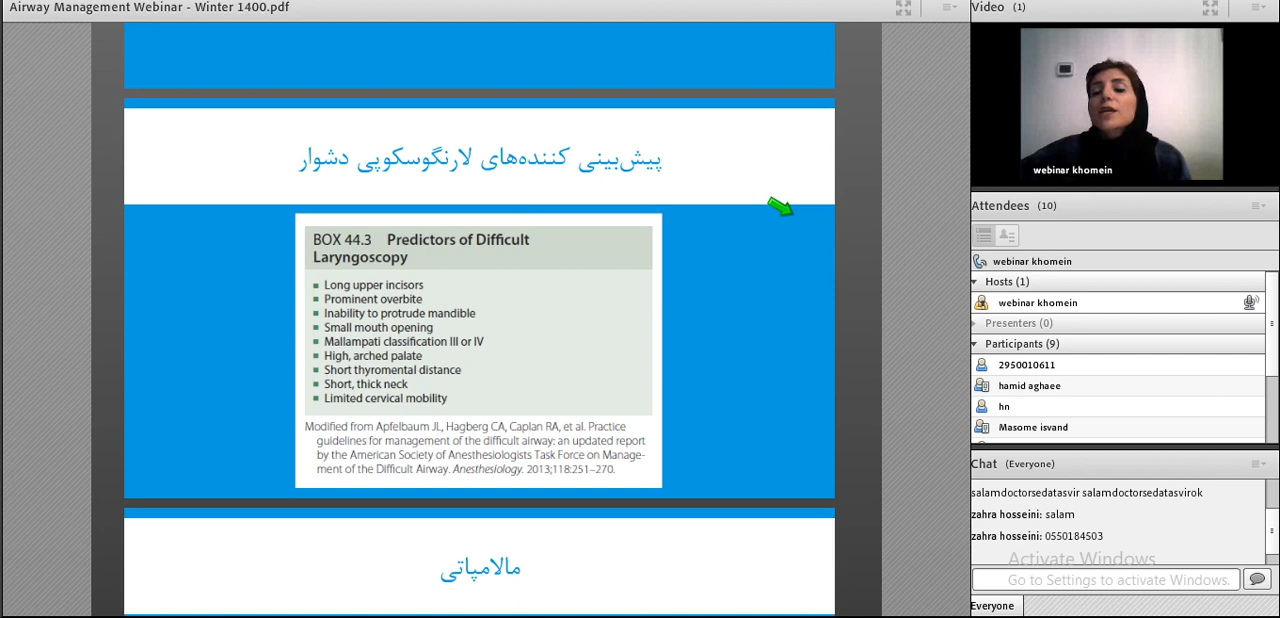 Airway Management Webinar - Winter 1400.pdf
پیش‌بینی کننده‌های لارنگوسکوپی دشوار
BOX 44.3 Predictors of Difficult
Laryngoscopy
Long upper incisors
Prominent overbite
Inability to protrude mandible
Small mouth opening
Mallampati classification III or IV
High, arched palate
Short thyromental distance
Short, thick neck
Limited cervical mobility
Modified from Apfelbaum JL, Hagberg CA, Caplan RA, et al. Practice
guidelines for management of the difficult airway: an updated report
by the American Society of Anesthesiologists Task Force on Manage-
ment of the Difficult Airway. Anesthesiology. 2013;118:251–270.
مالامپاتی
Video (1)
webinar khomein
Attendees (10)
webinar khomein
Hosts (1)
webinar khomein
Presenters (0)
Participants (9)
2950010611
hamid aghaee
hn
Masome isvand
Chat (Everyone)
salamdoctorsedatasvir salamdoctorsedatasvirok
zahra hosseini: salam
zahra hosseini: 0550184503
Activate Windows
Go to Settings to activate Windows.
Everyone